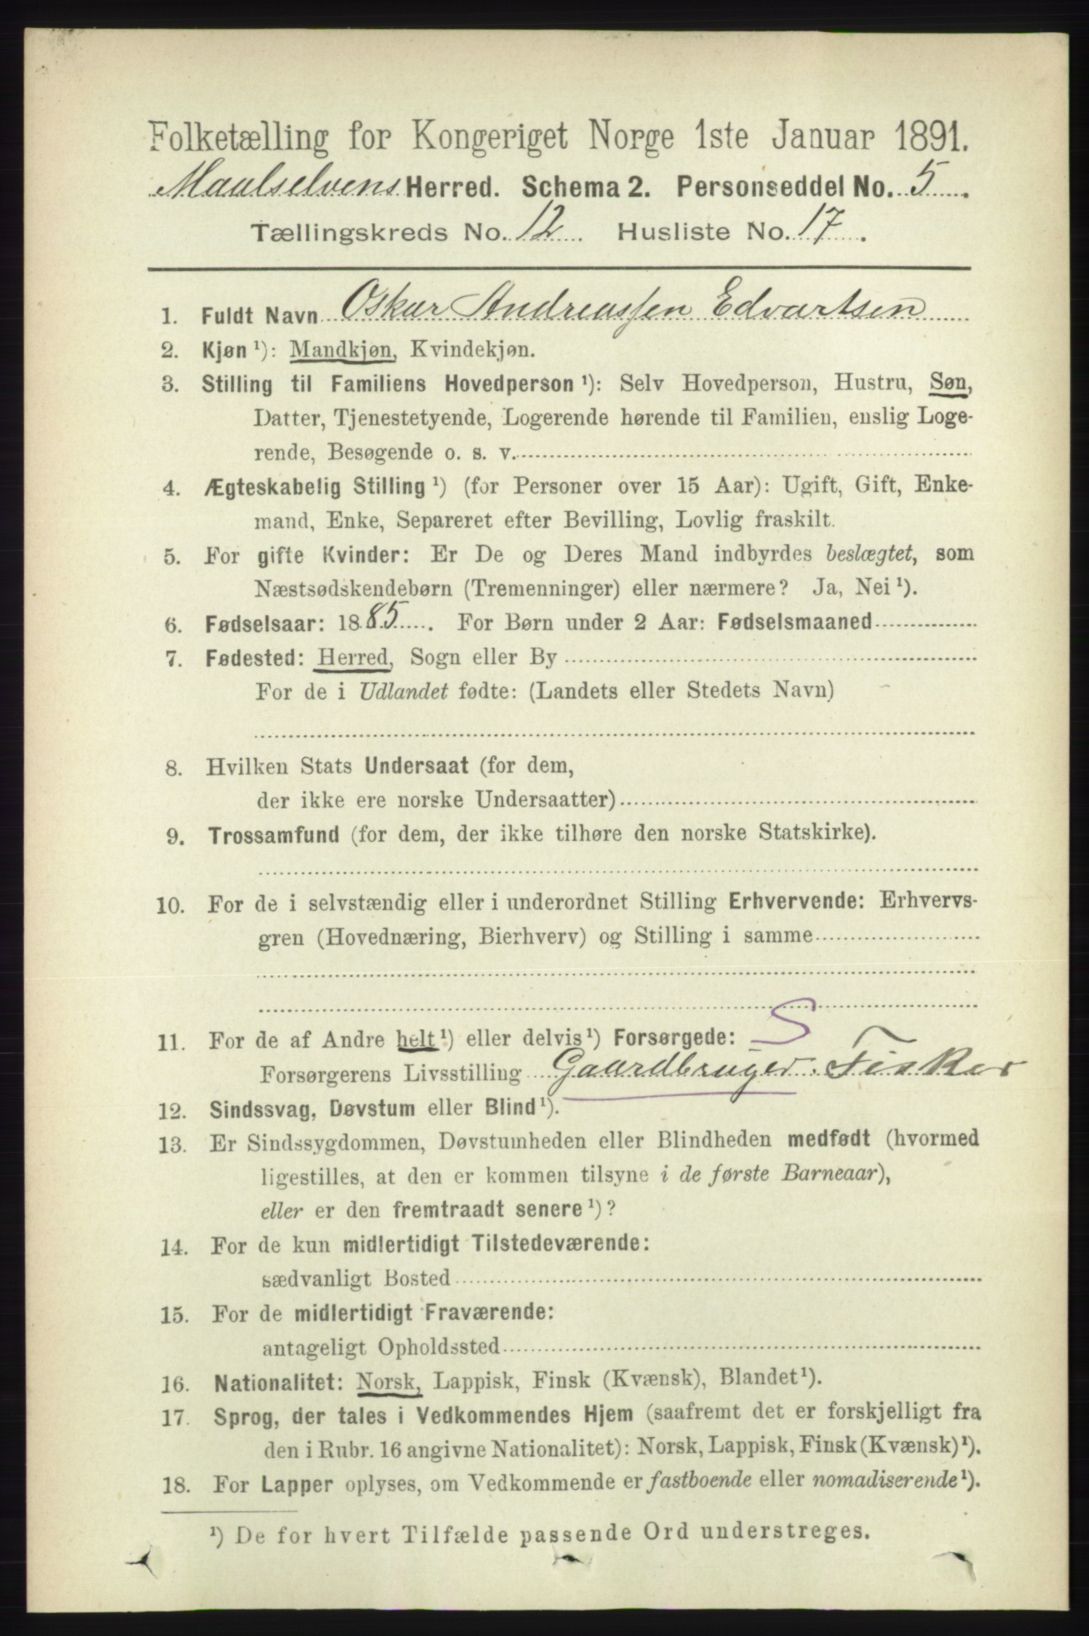 Folketælling for Kongeriget Norge 1ste Januar 1891.
Maalselvens Herred. Schema 2. Personseddel No. 5.
Tællingskreds No. 12. Husliste No. 17.
1. Fuldt Navn Oskar Andreassen Edvartsen
2. Kjøn ¹): Mandkjøn, Kvindekjøn.
3. Stilling til Familiens Hovedperson ¹): Selv Hovedperson, Hustru, Søn,
Datter, Tjenestetyende, Logerende hørende til Familien, enslig Loge-
rende, Besøgende o. s. v.
4. Ægteskabelig Stilling ¹) (for Personer over 15 Aar): Ugift, Gift, Enke-
mand, Enke, Separeret efter Bevilling, Lovlig fraskilt.
5. For gifte Kvinder: Er De og Deres Mand indbyrdes beslægtet, som
Næstsødskendebørn (Tremenninger) eller nærmere? Ja, Nei ¹).
6. Fødselsaar: 1885. For Børn under 2 Aar: Fødselsmaaned
7. Fødested: Herred, Sogn eller By
For de i Udlandet fødte: (Landets eller Stedets Navn)
8. Hvilken Stats Undersaat (for dem,
der ikke ere norske Undersaatter)
9. Trossamfund (for dem, der ikke tilhøre den norske Statskirke).
10. For de i selvstændig eller i underordnet Stilling Erhvervende: Erhvervs-
gren (Hovednæring, Bierhverv) og Stilling i samme
S
11. For de af Andre helt ¹) eller delvis ¹) Forsørgede:
Forsørgerens Livsstilling Gaardbruger. Fisker
12. Sindssvag, Døvstum eller Blind ¹).
13. Er Sindssygdommen, Døvstumheden eller Blindheden medfødt (hvormed
ligestilles, at den er kommen tilsyne i de første Barneaar),
eller er den fremtraadt senere ¹)?
14. For de kun midlertidigt Tilstedeværende:
sædvanligt Bosted
15. For de midlertidigt Fraværende:
antageligt Opholdssted
16. Nationalitet: Norsk, Lappisk, Finsk (Kvænsk), Blandet ¹).
17. Sprog, der tales i Vedkommendes Hjem (saafremt det er forskjelligt fra
den i Rubr. 16 angivne Nationalitet): Norsk, Lappisk, Finsk (Kvænsk) ¹).
18. For Lapper oplyses, om Vedkommende er fastboende eller nomadiserende ¹).
¹) De for hvert Tilfælde passende Ord understreges.